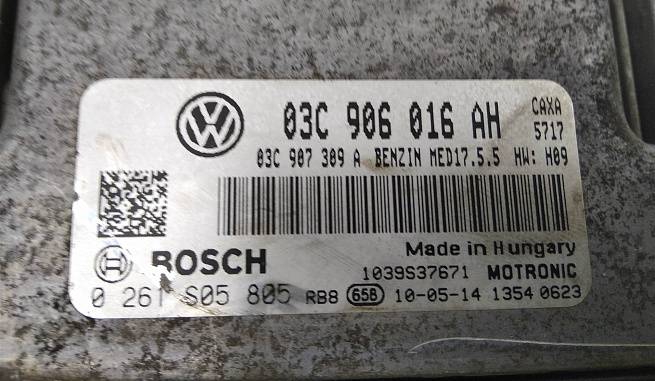 03C 906 016 AH CAXA
5717
03C 907 309 A BENZIN MED17.5.5 HW: H09
Made in Hungary
BOSCH 1039S37671 MOTRONIC
0 261 S05 805 RB8 658 10-05-14 1354 0623